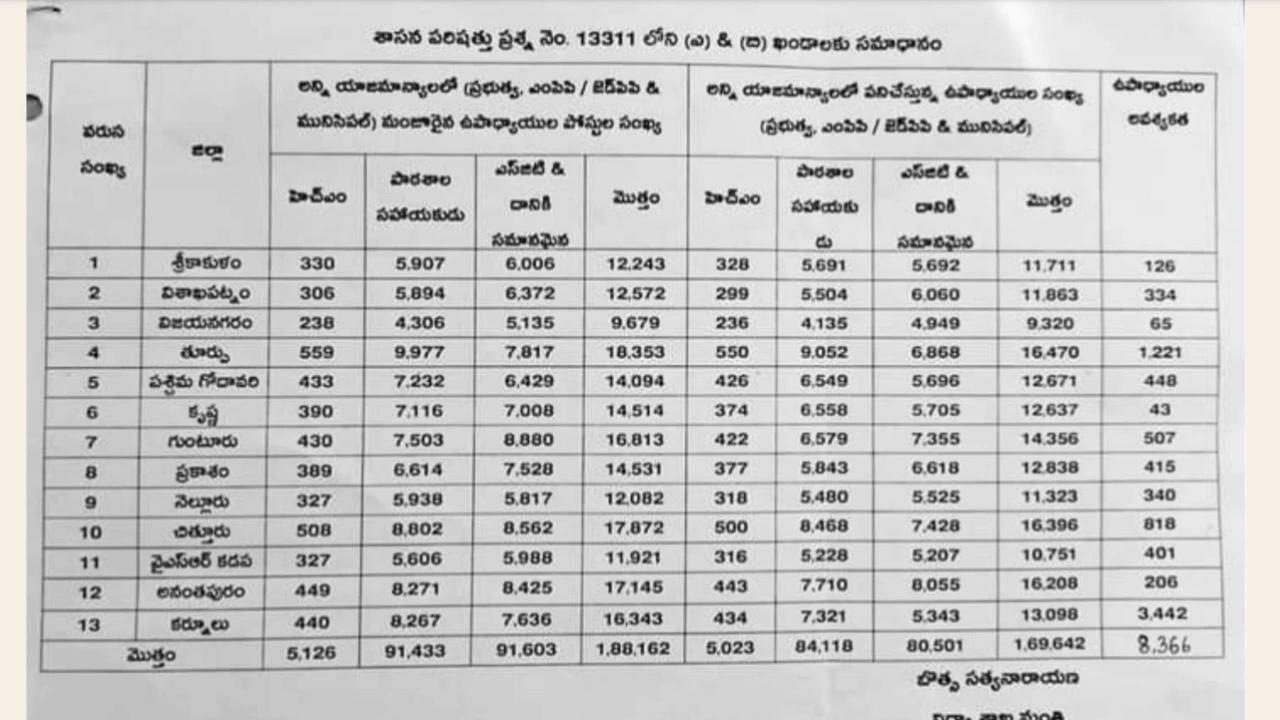 శాసన పరిషత్తు ప్రశ్న నెం. 13311 లోని (ఎ) & (బి) ఖండాలకు సమాధానం
వరుస సంఖ్య | జిల్లా | అన్ని యాజమాన్యాలలో (ప్రభుత్వ, ఎంపిపి / జెడ్‌పిపి & మునిసిపల్) మంజూరైన ఉపాధ్యాయుల పోస్టుల సంఖ్య | అన్ని యాజమాన్యాలలో పనిచేస్తున్న ఉపాధ్యాయుల సంఖ్య (ప్రభుత్వ, ఎంపిపి / జెడ్‌పిపి & మునిసిపల్) | ఉపాధ్యాయుల అవశ్యకత
హెచ్ఎం | పాఠశాల సహాయకుడు | ఎస్‌జిటి & దానికి సమానమైన | మొత్తం | హెచ్ఎం | పాఠశాల సహాయకుడు | ఎస్‌జిటి & దానికి సమానమైన | మొత్తం
1 | శ్రీకాకుళం | 330 | 5,907 | 6,006 | 12,243 | 328 | 5,691 | 5,692 | 11,711 | 126
2 | విశాఖపట్నం | 306 | 5,894 | 6,372 | 12,572 | 299 | 5,504 | 6,060 | 11,863 | 334
3 | విజయనగరం | 238 | 4,306 | 5,135 | 9,679 | 236 | 4,135 | 4,949 | 9,320 | 65
4 | తూర్పు | 559 | 9,977 | 7,817 | 18,353 | 550 | 9,052 | 6,868 | 16,470 | 1,221
5 | పశ్చిమ గోదావరి | 433 | 7,232 | 6,429 | 14,094 | 426 | 6,549 | 5,696 | 12,671 | 448
6 | కృష్ణ | 390 | 7,116 | 7,008 | 14,514 | 374 | 6,558 | 5,705 | 12,637 | 43
7 | గుంటూరు | 430 | 7,503 | 8,880 | 16,813 | 422 | 6,579 | 7,355 | 14,356 | 507
8 | ప్రకాశం | 389 | 6,614 | 7,528 | 14,531 | 377 | 5,843 | 6,618 | 12,838 | 415
9 | నెల్లూరు | 327 | 5,938 | 5,817 | 12,082 | 318 | 5,480 | 5,525 | 11,323 | 340
10 | చిత్తూరు | 508 | 8,802 | 8,562 | 17,872 | 500 | 8,468 | 7,428 | 16,396 | 818
11 | వైఎస్ఆర్ కడప | 327 | 5,606 | 5,988 | 11,921 | 316 | 5,228 | 5,207 | 10,751 | 401
12 | అనంతపురం | 449 | 8,271 | 8,425 | 17,145 | 443 | 7,710 | 8,055 | 16,208 | 206
13 | కర్నూలు | 440 | 8,267 | 7,636 | 16,343 | 434 | 7,321 | 5,343 | 13,098 | 3,442
మొత్తం | 5,126 | 91,433 | 91,603 | 1,88,162 | 5,023 | 84,118 | 80,501 | 1,69,642 | 8,366
బొత్స సత్యనారాయణ